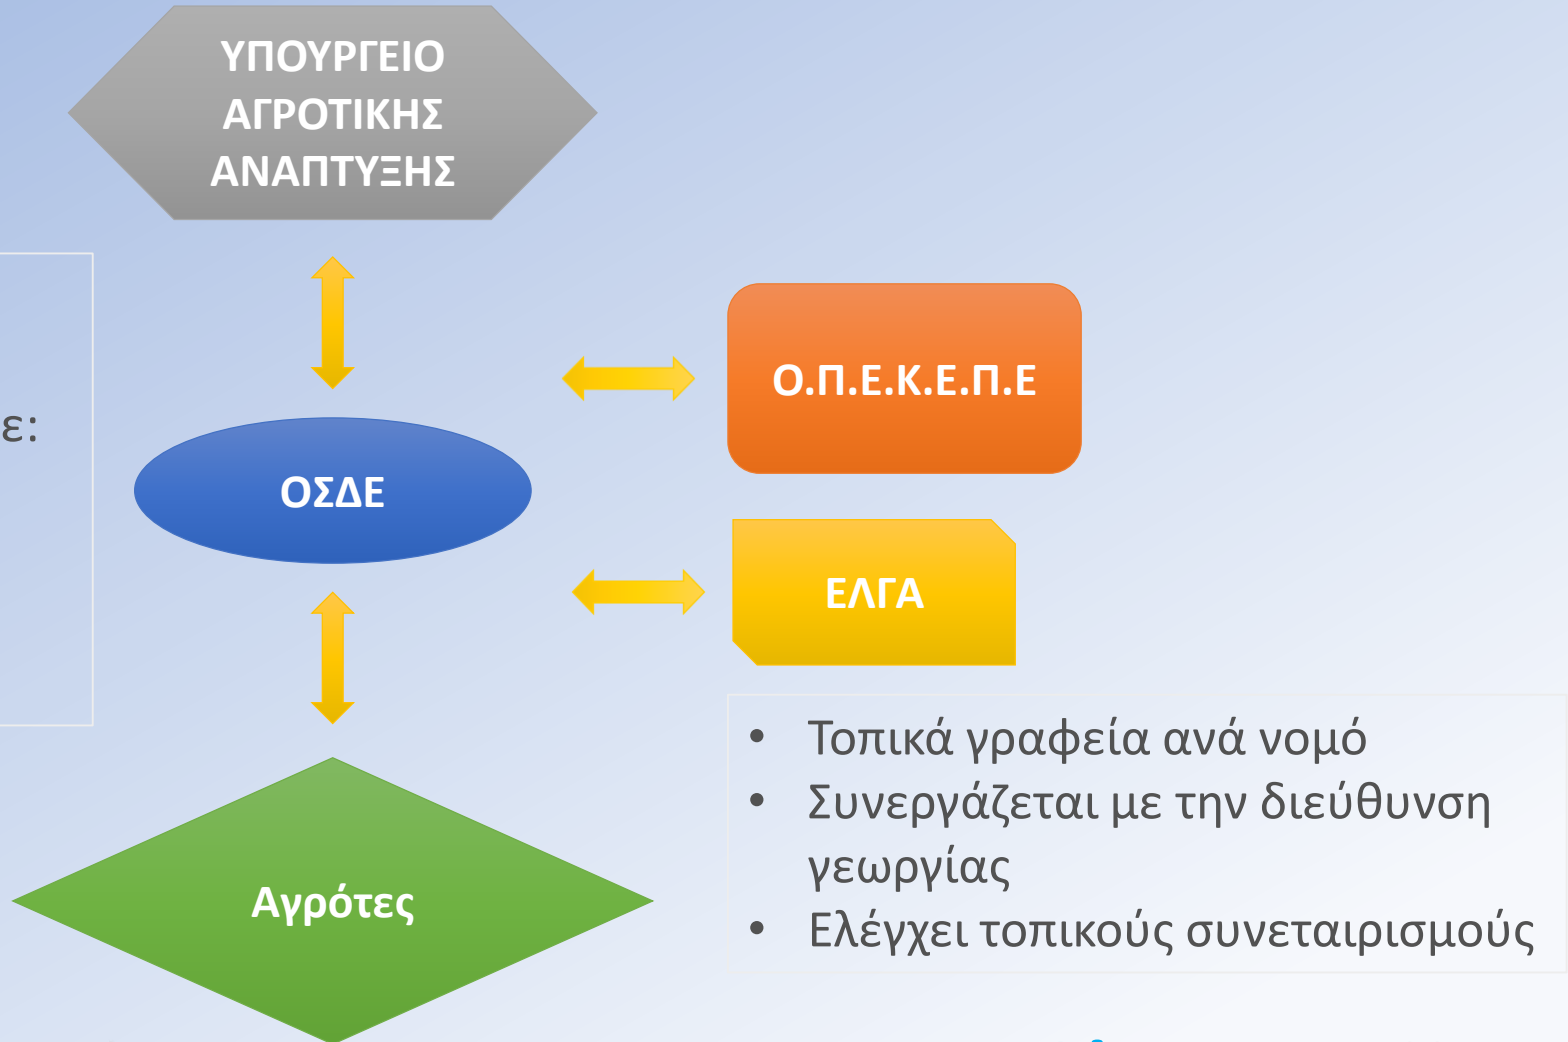 ΥΠΟΥΡΓΕΙΟ
ΑΓΡΟΤΙΚΗΣ
ΑΝΑΠΤΥΞΗΣ
Ο.Π.Ε.Κ.Ε.Π.Ε
ε:
ΟΣΔΕ
ΕΛΓΑ
• Τοπικά γραφεία ανά νομό
• Συνεργάζεται με την διεύθυνση
γεωργίας
• Ελέγχει τοπικούς συνεταιρισμούς
Αγρότες